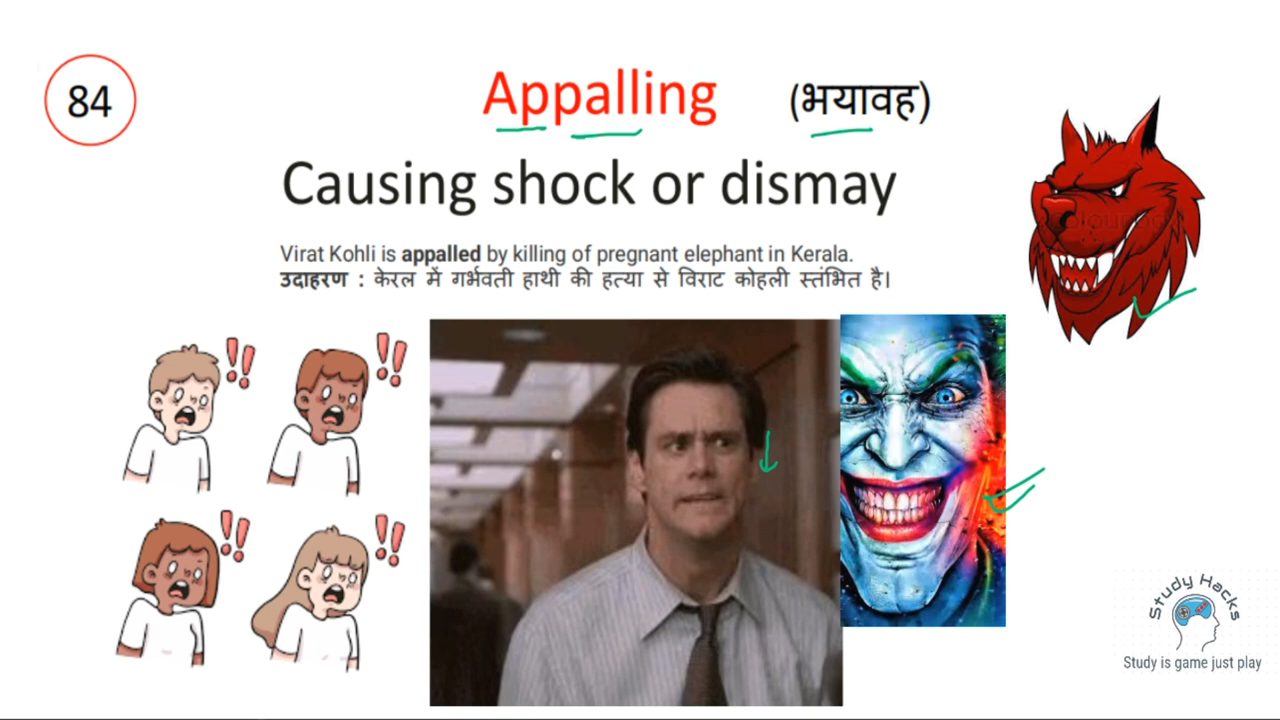 84
Appalling (भयावह)
Causing shock or dismay
Virat Kohli is appalled by killing of pregnant elephant in Kerala.
उदाहरण : केरल में गर्भवती हाथी की हत्या से विराट कोहली स्तंभित है।
Study Hacks
Study is game just play